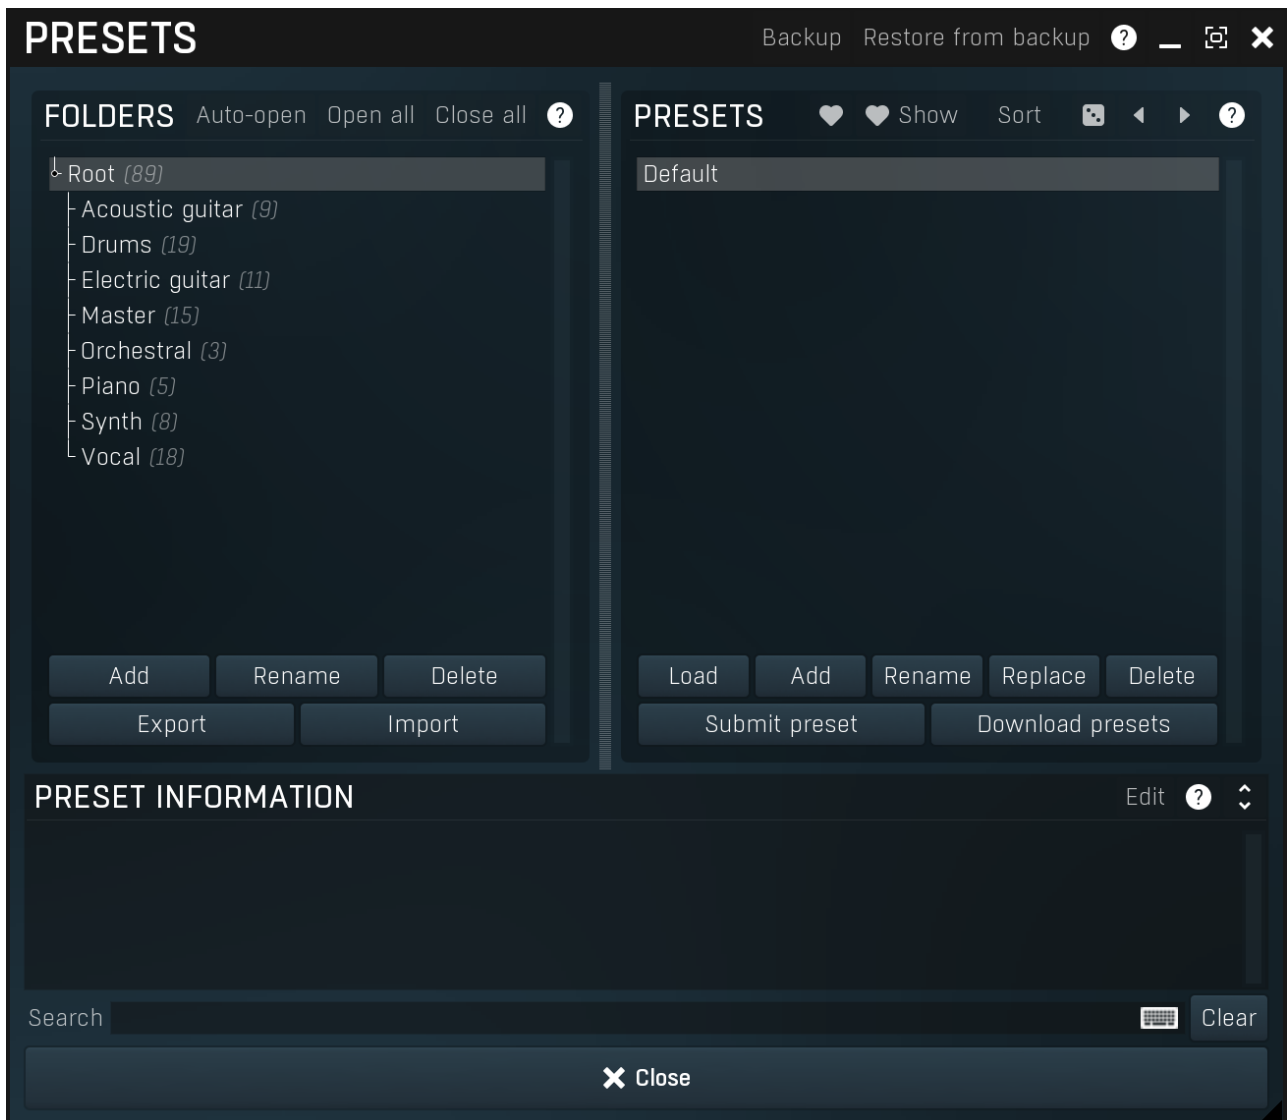 PRESETS Backup Restore from backup ?
FOLDERS Auto-open Open all Close all ?
Root (89)
Acoustic guitar (9)
Drums (19)
Electric guitar (11)
Master (15)
Orchestral (3)
Piano (5)
Synth (8)
Vocal (18)
Add Rename Delete
Export Import
PRESETS Show Sort ?
Default
Load Add Rename Replace Delete
Submit preset Download presets
PRESET INFORMATION Edit ?
Search Clear
Close